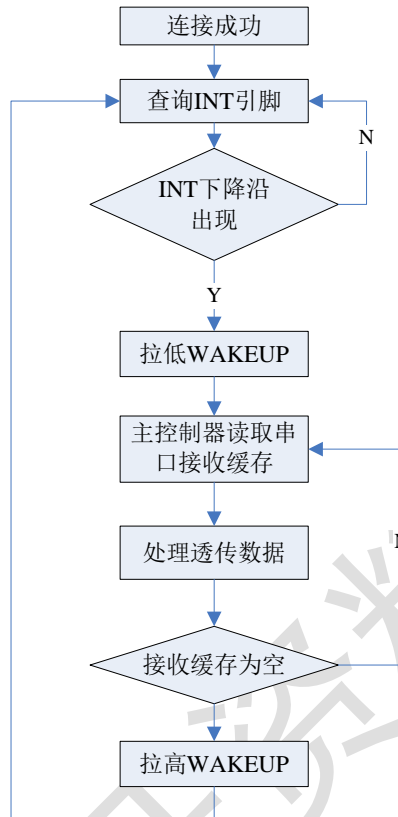 连接成功
查询INT引脚
N
INT下降沿
出现
Y
拉低WAKEUP
主控制器读取串
口接收缓存
处理透传数据
接收缓存为空
拉高WAKEUP